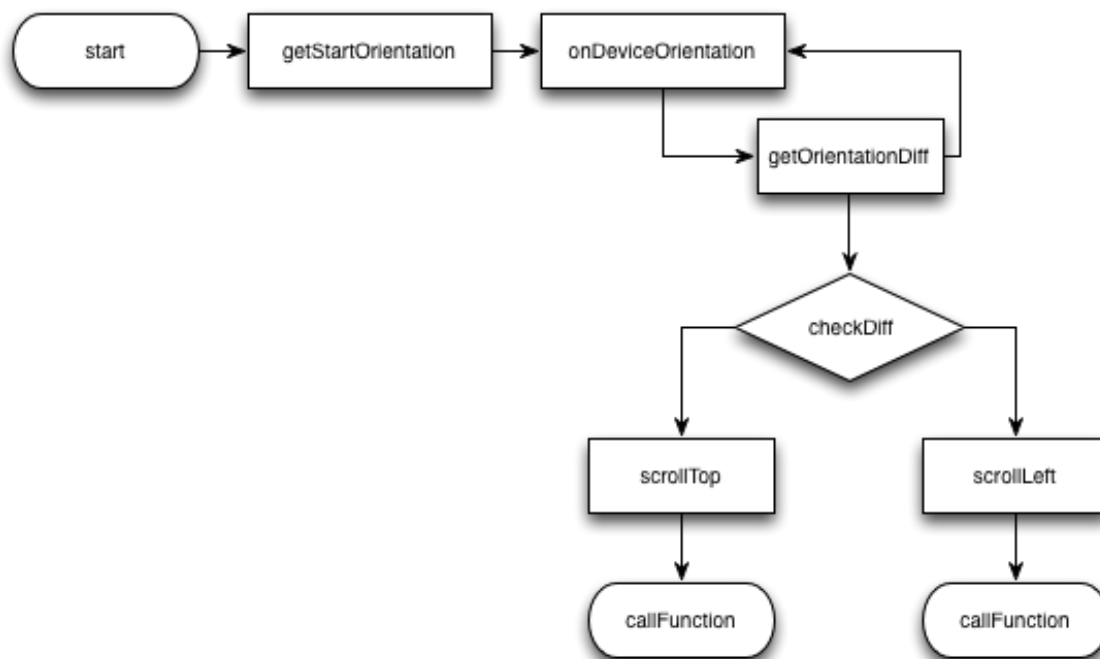 start
getStartOrientation
onDeviceOrientation
getOrientationDiff
checkDiff
scrollTop
scrollLeft
callFunction
callFunction